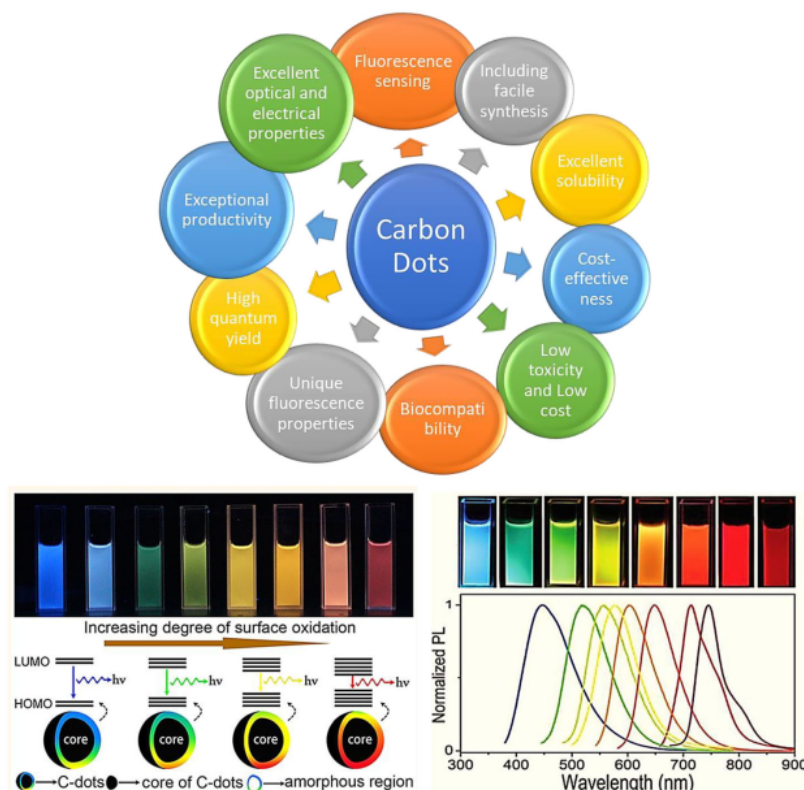 Fluorescence
sensing
Including
facile
synthesis
Excellent
solubility
Cost-
effective
ness
Low
toxicity
and Low
cost
Biocompati
bility
Unique
fluorescence
properties
High
quantum
yield
Exceptional
productivity
Excellent
optical and
electrical
properties
Carbon
Dots
Increasing degree of surface oxidation
LUMO
hν
hν
hν
hν
HOMO
core
core
core
core
C-dots
core of C-dots
amorphous region
Normalized PL
1
0
300 400 500 600 700 800 900
Wavelength (nm)